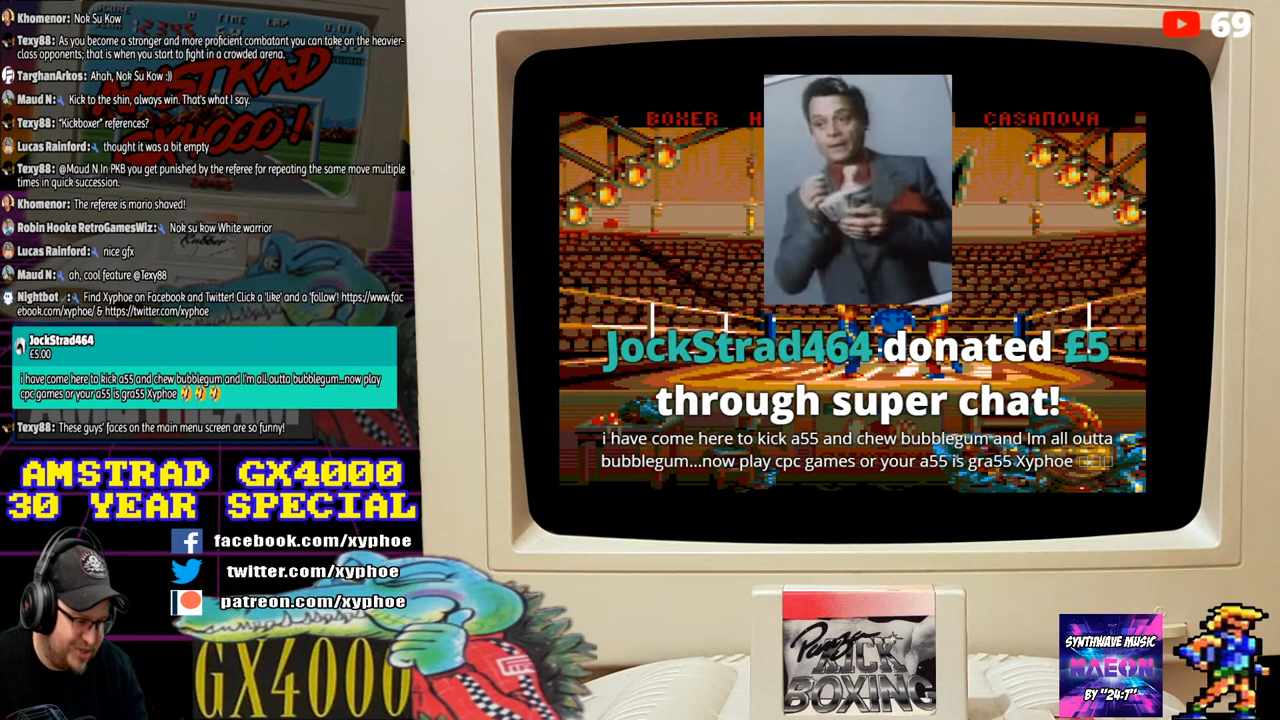 Khomenor: Nok Su Kow
Texy88: As you become a stronger and more proficient combatant you can take on the heavier-
class opponents; that is when you start to fight in a crowded arena.
TarghanArkos: Ahah, Nok Su Kow :))
Maud N: Kick to the shin, always win. That's what I say.
Texy88: "Kickboxer" references?
Lucas Rainford: thought it was a bit empty
Texy88: @Maud N In PKB you get punished by the referee for repeating the same move multiple
times in quick succession.
Khomenor: The referee is mario shaved!
Robin Hooke RetroGamesWiz: Nok su kow White warrior
Lucas Rainford: nice gfx
Maud N: ah, cool feature @Texy88
Nightbot: Find Xyphoe on Facebook and Twitter! Click a 'like' and a 'follow'! https://www.fac
ebook.com/xyphoe/ & https://twitter.com/xyphoe
JockStrad464
£5.00
i have come here to kick a55 and chew bubblegum and I'm all outta bubblegum...now play
cpc games or your a55 is gra55 Xyphoe 🤣 🤣 🤣
Texy88: These guys' faces on the main menu screen are so funny!
AMSTRAD GX4000
30 YEAR SPECIAL
facebook.com/xyphoe
twitter.com/xyphoe
patreon.com/xyphoe
GX400
SCORE TIME LAP
12345
AMSTRAD
GX4000!
69
BOXER H
CASANOVA
JockStrad464 donated £5
through super chat!
i have come here to kick a55 and chew bubblegum and Im all outta
bubblegum...now play cpc games or your a55 is gra55 Xyphoe
KICK
BOXING
SYNTHWAVE MUSIC
NAEON
BY "24:7"